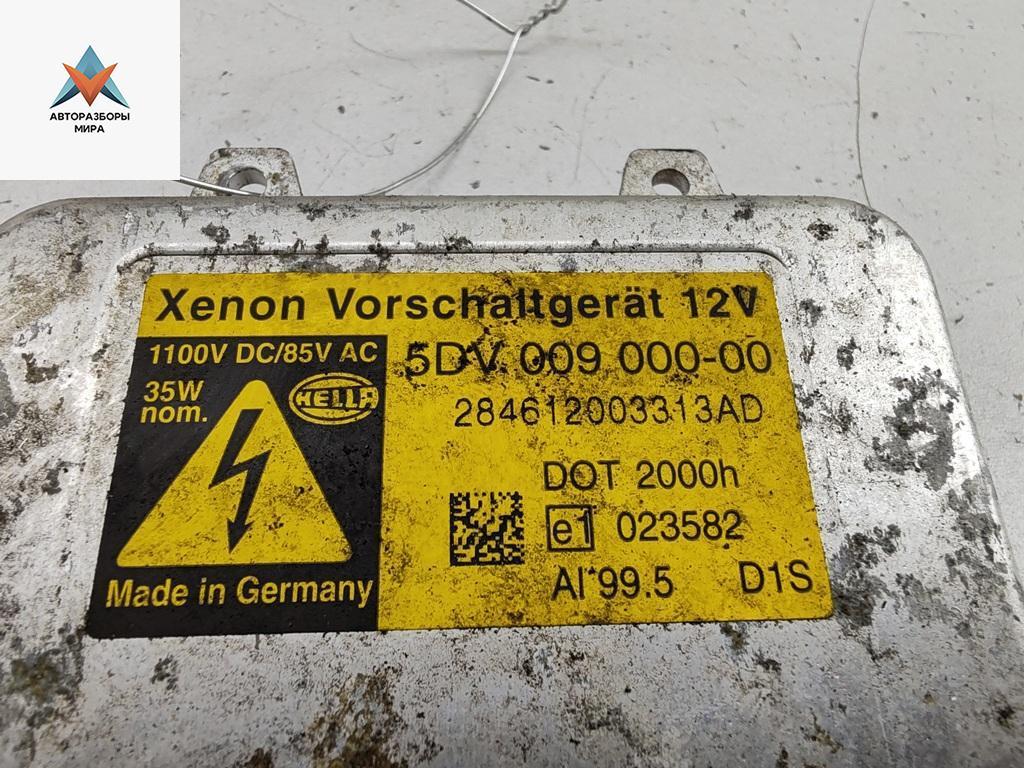 АВТОРАЗБОРЫ
МИРА
Xenon Vorschaltgerät 12V
1100V DC/85V AC
35W
nom.
HELLA
Made in Germany
5DV 009 000-00
284612003313AD
DOT 2000h
e1 023582
AI*99.5 D1S